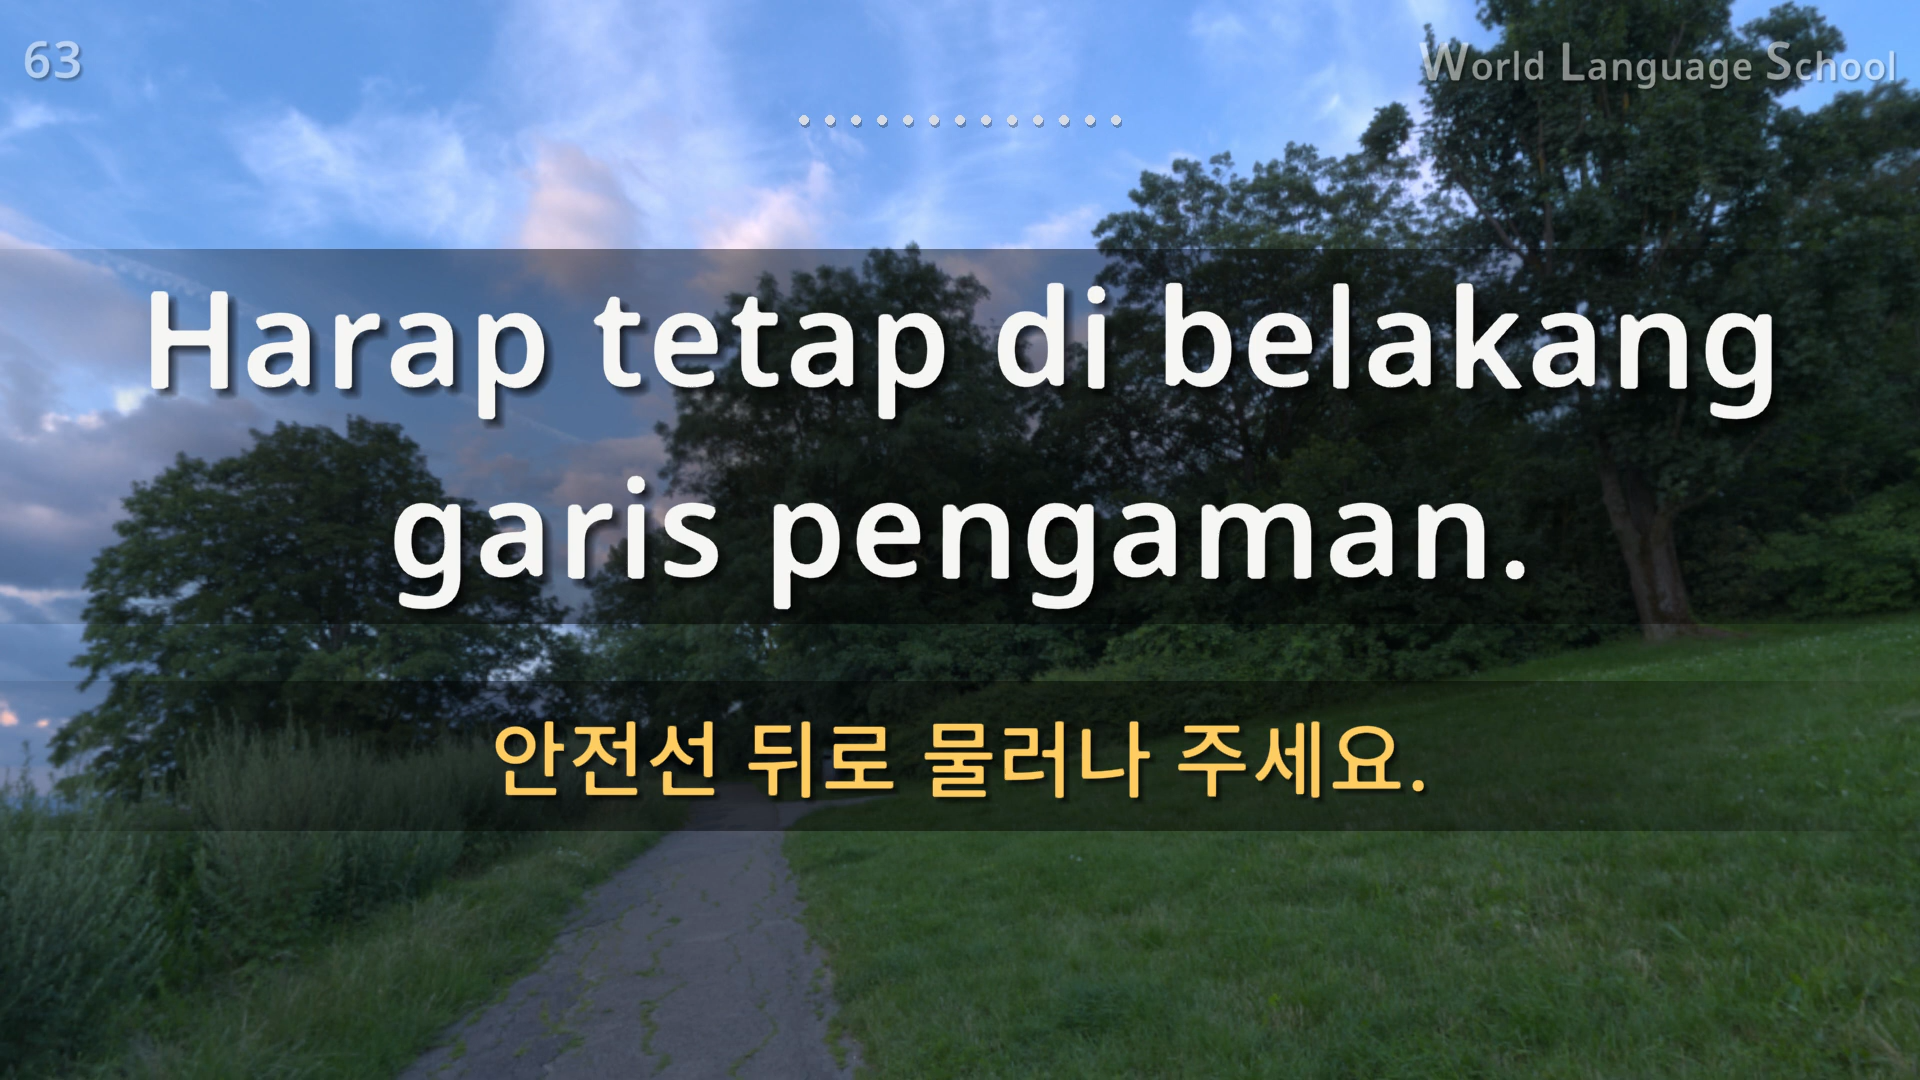 63
World Language School
Harap tetap di belakang
garis pengaman.
안전선 뒤로 물러나 주세요.